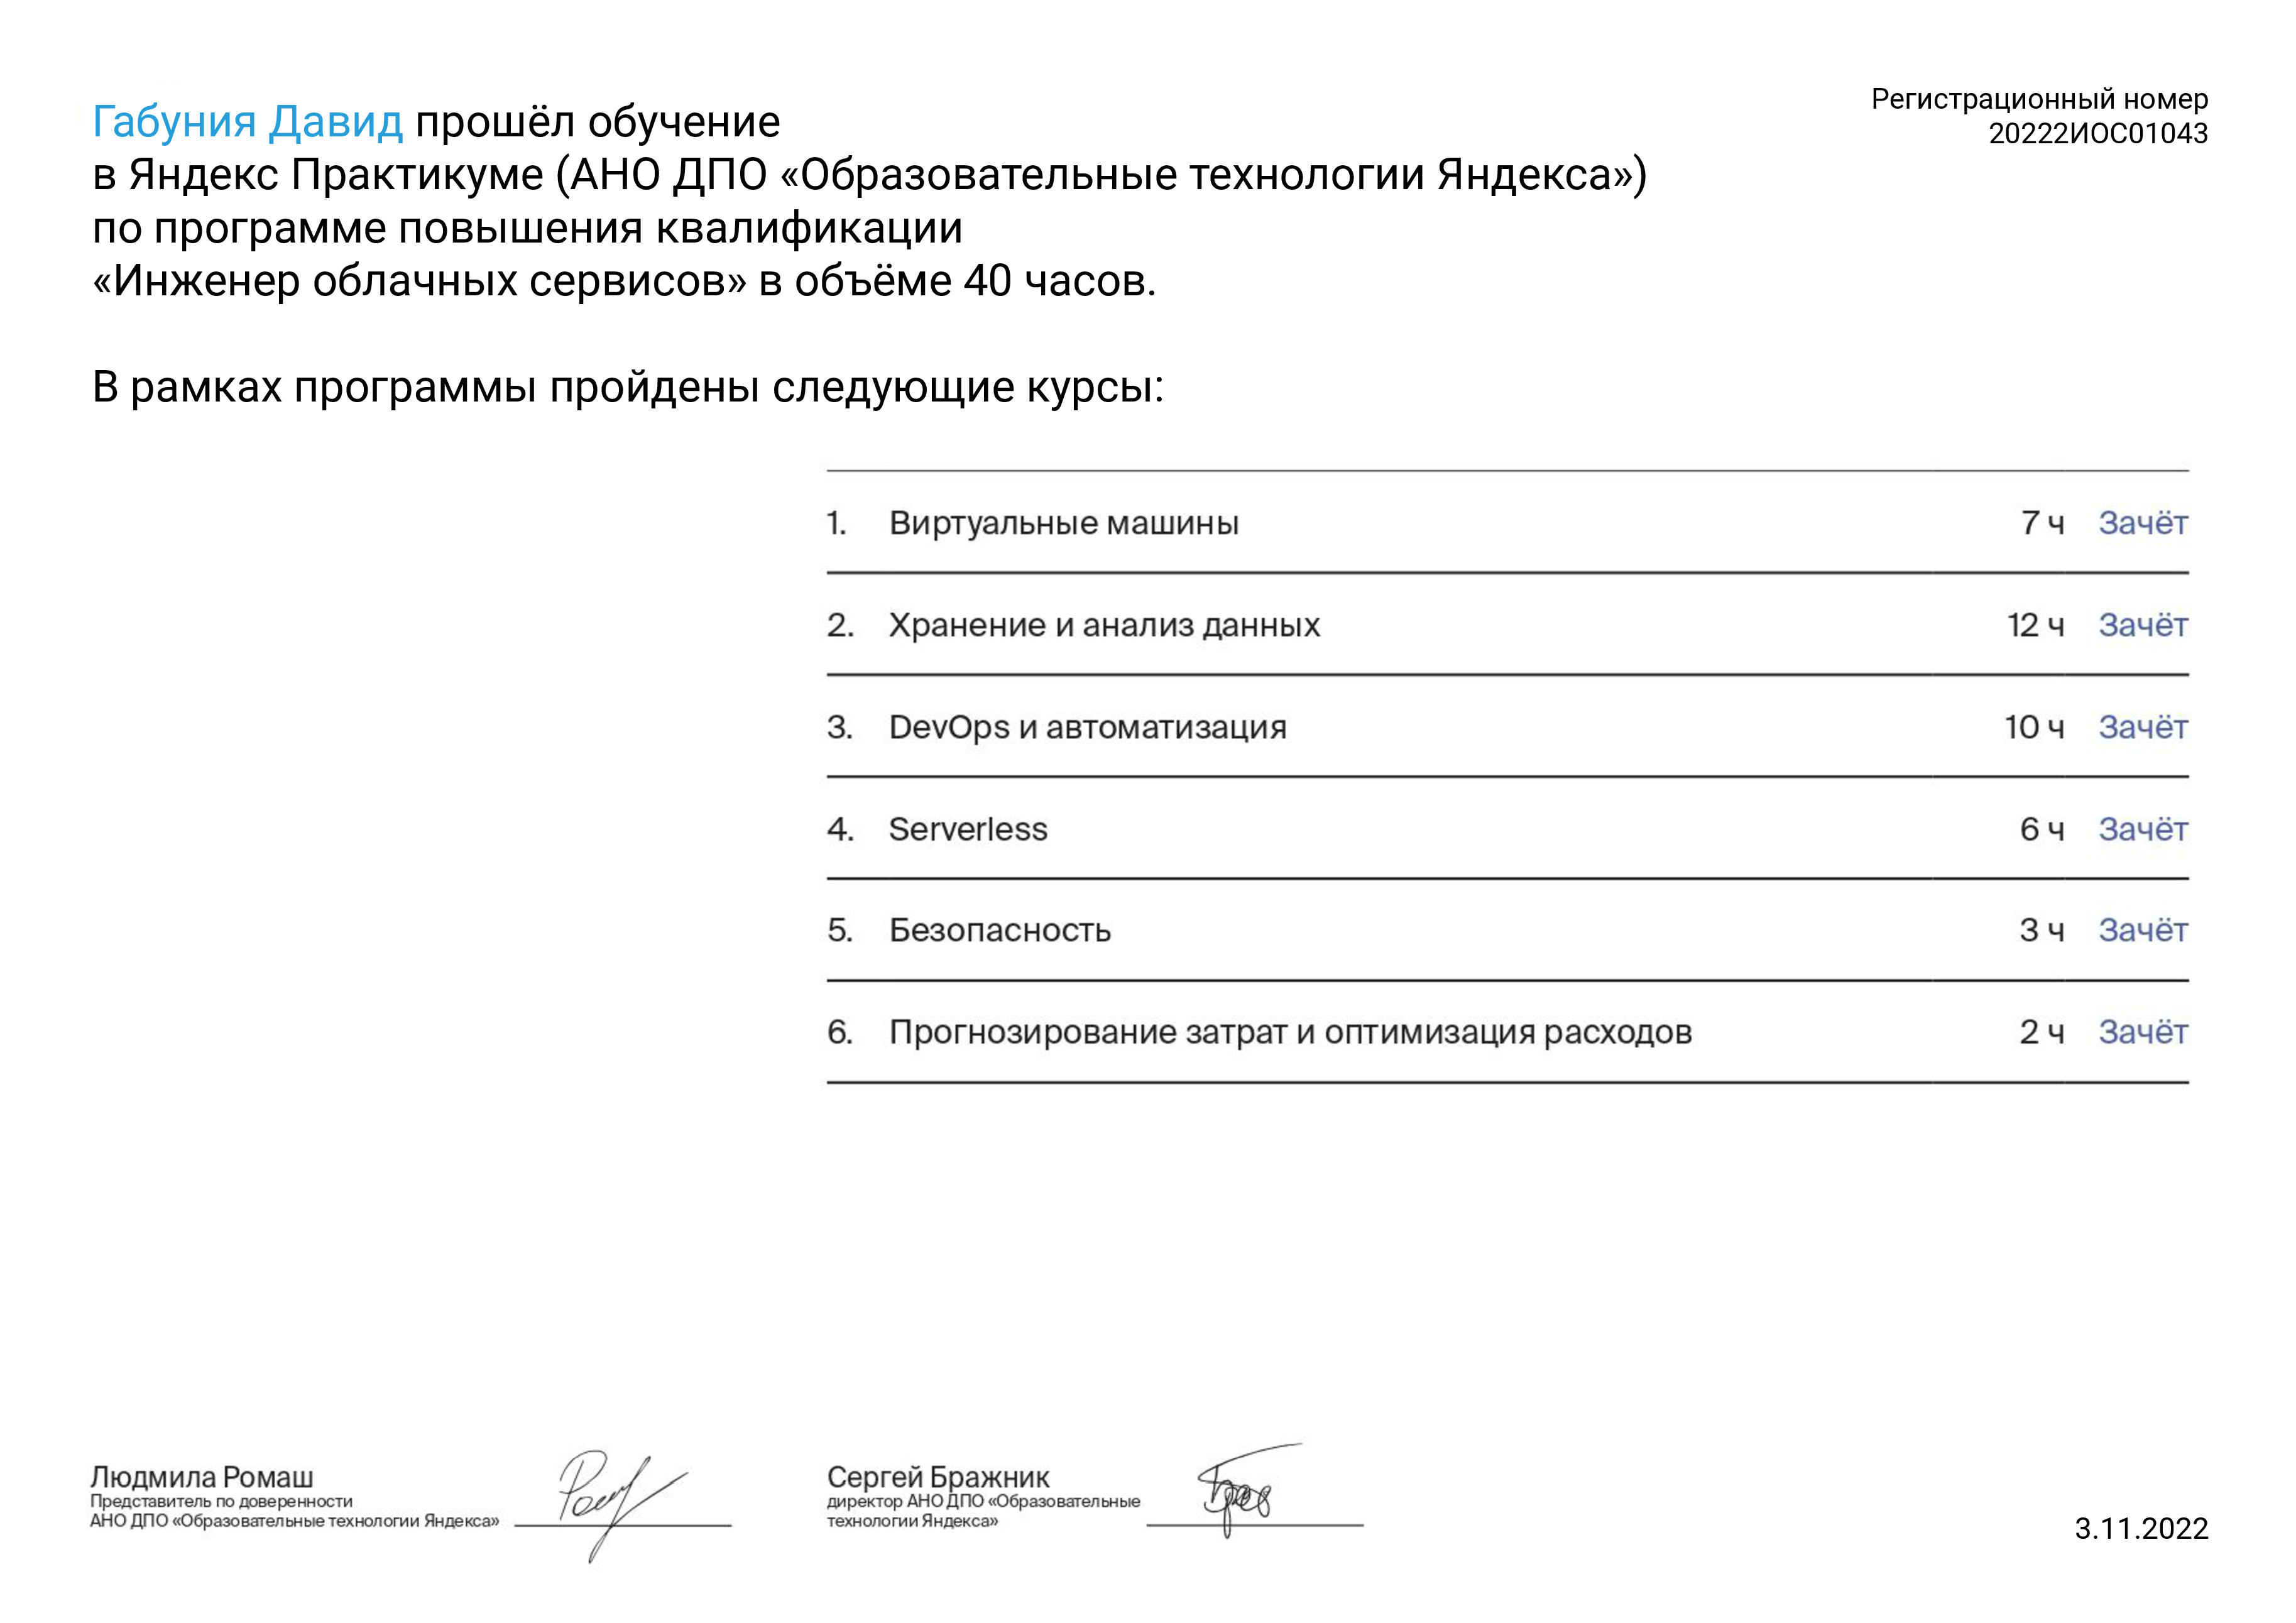 Габуния Давид прошёл обучение
в Яндекс Практикуме (АНО ДПО «Образовательные технологии Яндекса»)
по программе повышения квалификации
«Инженер облачных сервисов» в объёме 40 часов.
Регистрационный номер
20222ИОС01043
В рамках программы пройдены следующие курсы:
1. Виртуальные машины 7 ч Зачёт
2. Хранение и анализ данных 12 ч Зачёт
3. DevOps и автоматизация 10 ч Зачёт
4. Serverless 6 ч Зачёт
5. Безопасность 3 ч Зачёт
6. Прогнозирование затрат и оптимизация расходов 2 ч Зачёт
Людмила Ромаш
Представитель по доверенности
АНО ДПО «Образовательные технологии Яндекса»
Сергей Бражник
директор АНО ДПО «Образовательные
технологии Яндекса»
3.11.2022